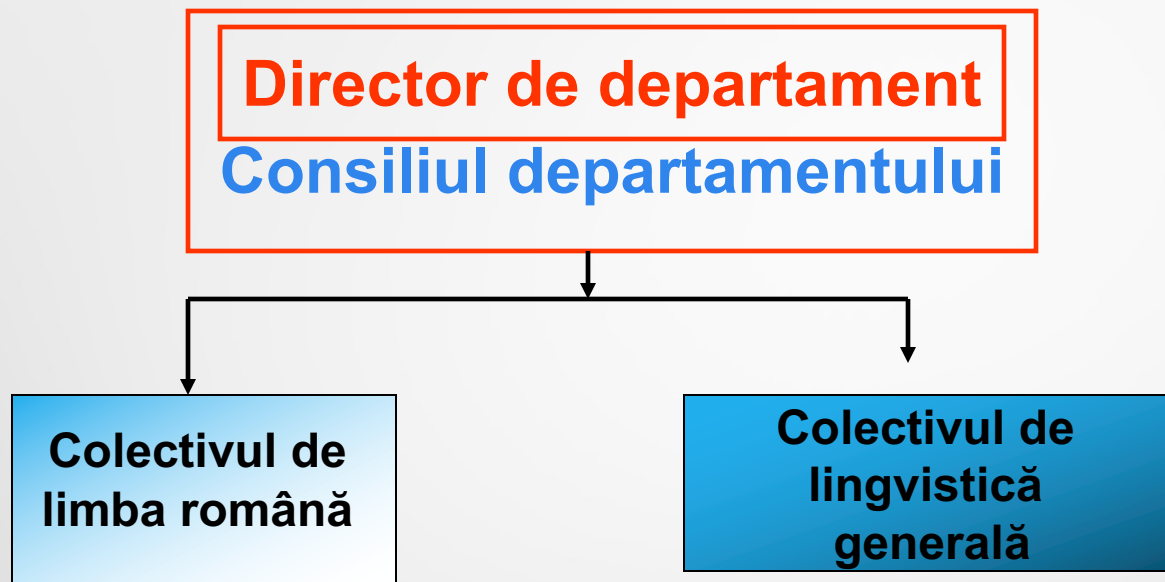 Director de departament
Consiliul departamentului
Colectivul de
limba română
Colectivul de
lingvistică
generală